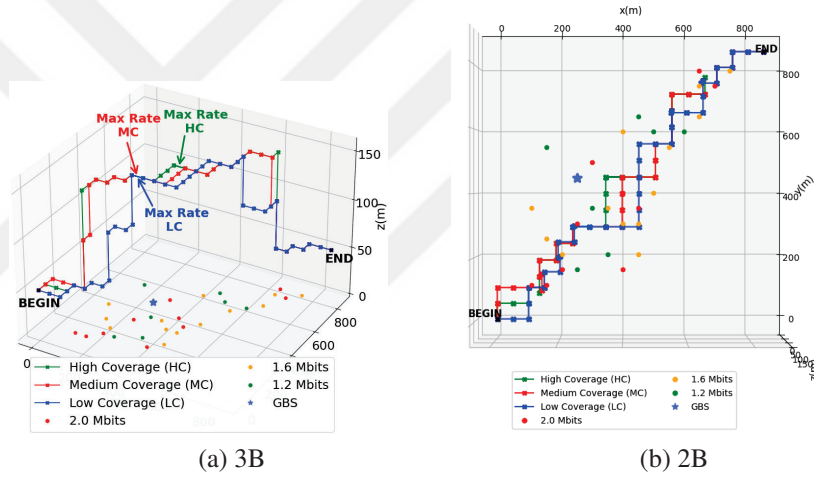 Max Rate
MC
Max Rate
HC
Max Rate
LC
150
100
50
0
z(m)
BEGIN
END
0
800
600
High Coverage (HC)
Medium Coverage (MC)
Low Coverage (LC)
2.0 Mbits
1.6 Mbits
1.2 Mbits
GBS
(a) 3B
x(m)
0 200 400 600
END
800
600
400
y(m)
200
0
BEGIN
High Coverage (HC)
Medium Coverage (MC)
Low Coverage (LC)
2.0 Mbits
1.6 Mbits
1.2 Mbits
GBS
(b) 2B